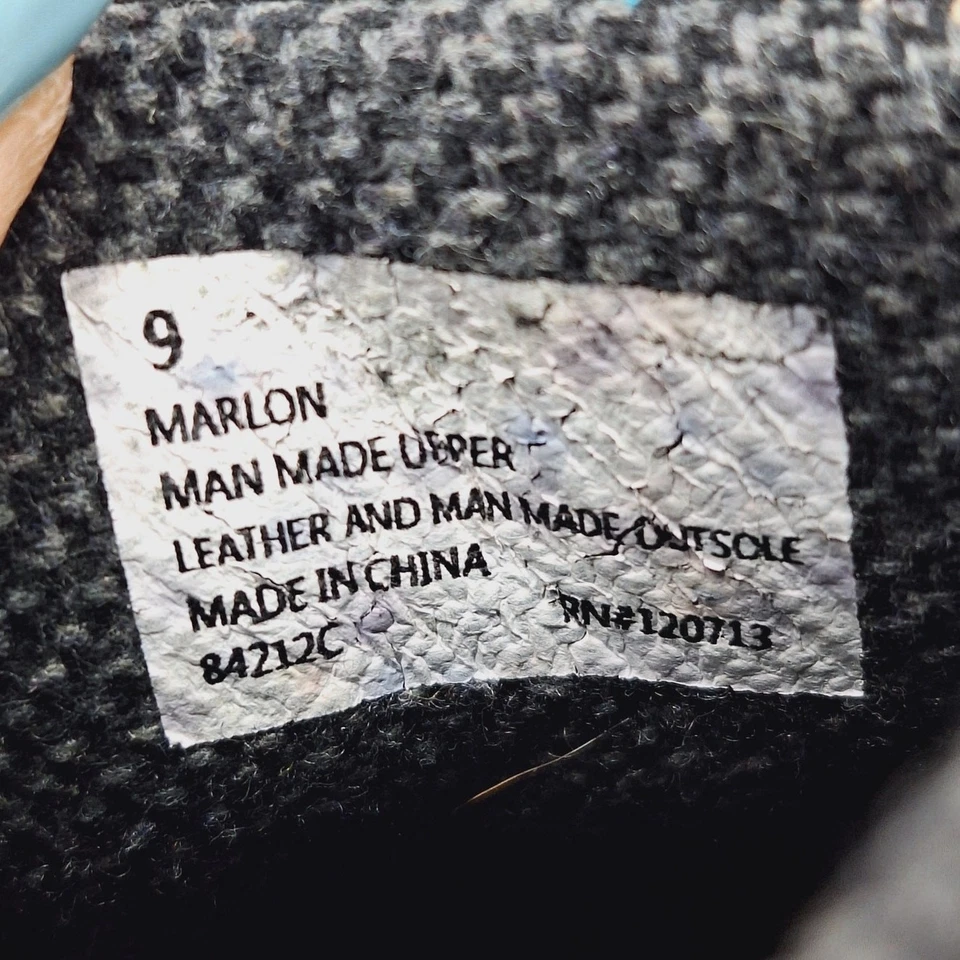 9
MARLON
MAN MADE UPPER
LEATHER AND MAN MADE OUTSOLE
MADE IN CHINA
84212C RN#120713